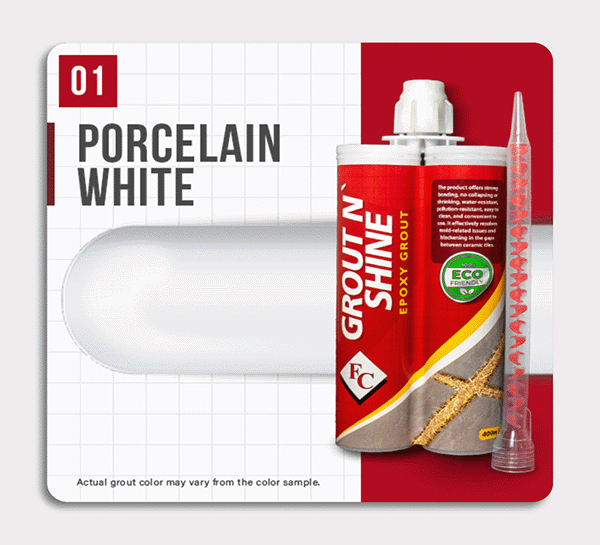 01
PORCELAIN
WHITE
GROUT N`
SHINE
EPOXY GROUT
The product offers strong
bonding, no collapsing or
shrinking, water-resistant,
pollution-resistant, easy to
clean, and convenient to
use. It effectively resolves
mold-related issues and
blackening in the gaps
between ceramic tiles.
ECO
FRIENDLY
FC
Actual grout color may vary from the color sample.